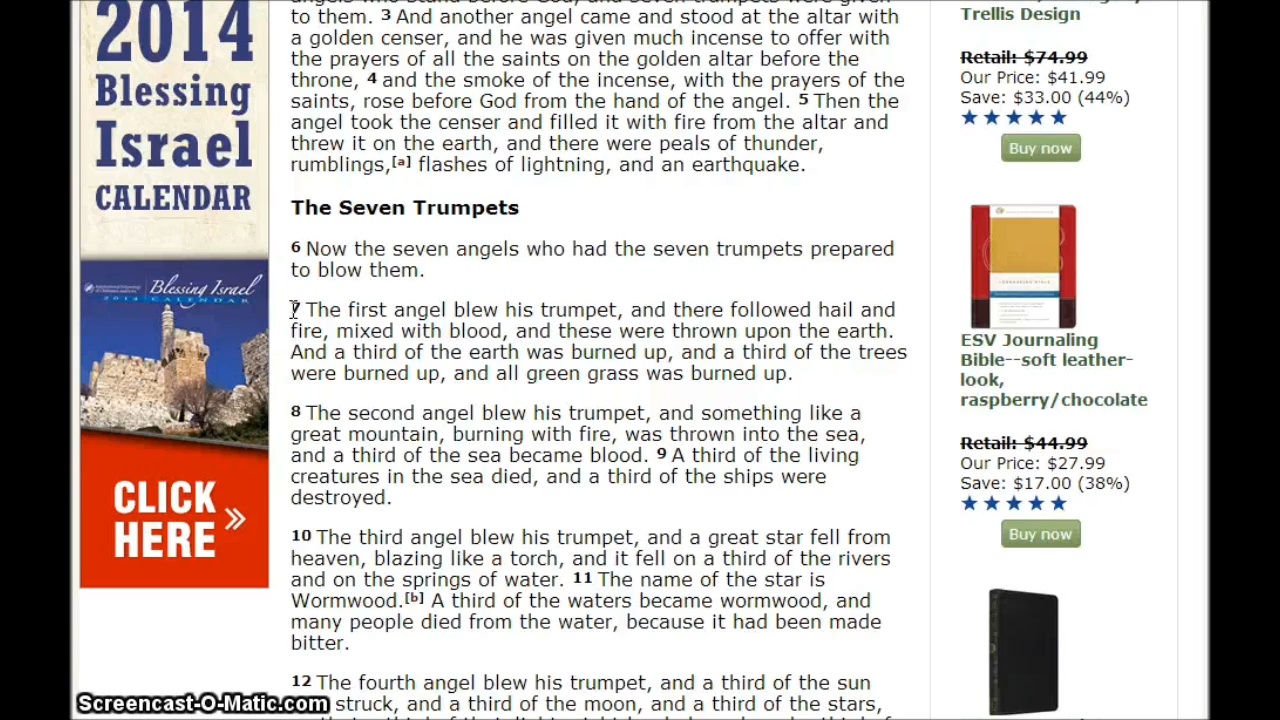 2014
Blessing
Israel
CALENDAR
Blessing Israel
2014 CALENDAR
CLICK
HERE »
to them. 3 And another angel came and stood at the altar with
a golden censer, and he was given much incense to offer with
the prayers of all the saints on the golden altar before the
throne, 4 and the smoke of the incense, with the prayers of the
saints, rose before God from the hand of the angel. 5 Then the
angel took the censer and filled it with fire from the altar and
threw it on the earth, and there were peals of thunder,
rumblings,[a] flashes of lightning, and an earthquake.
The Seven Trumpets
6 Now the seven angels who had the seven trumpets prepared
to blow them.
7 The first angel blew his trumpet, and there followed hail and
fire, mixed with blood, and these were thrown upon the earth.
And a third of the earth was burned up, and a third of the trees
were burned up, and all green grass was burned up.
8 The second angel blew his trumpet, and something like a
great mountain, burning with fire, was thrown into the sea,
and a third of the sea became blood. 9 A third of the living
creatures in the sea died, and a third of the ships were
destroyed.
10 The third angel blew his trumpet, and a great star fell from
heaven, blazing like a torch, and it fell on a third of the rivers
and on the springs of water. 11 The name of the star is
Wormwood.[b] A third of the waters became wormwood, and
many people died from the water, because it had been made
bitter.
12 The fourth angel blew his trumpet, and a third of the sun
struck, and a third of the moon, and a third of the stars,
Trellis Design
Retail: $74.99
Our Price: $41.99
Save: $33.00 (44%)
Buy now
ESV Journaling
Bible--soft leather-
look,
raspberry/chocolate
Retail: $44.99
Our Price: $27.99
Save: $17.00 (38%)
Buy now
Screencast-O-Matic.com